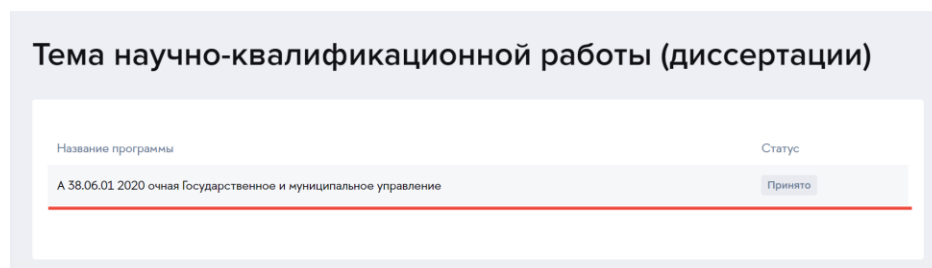 Тема научно-квалификационной работы (диссертации)
Название программы Статус
А 38.06.01 2020 очная Государственное и муниципальное управление Принято